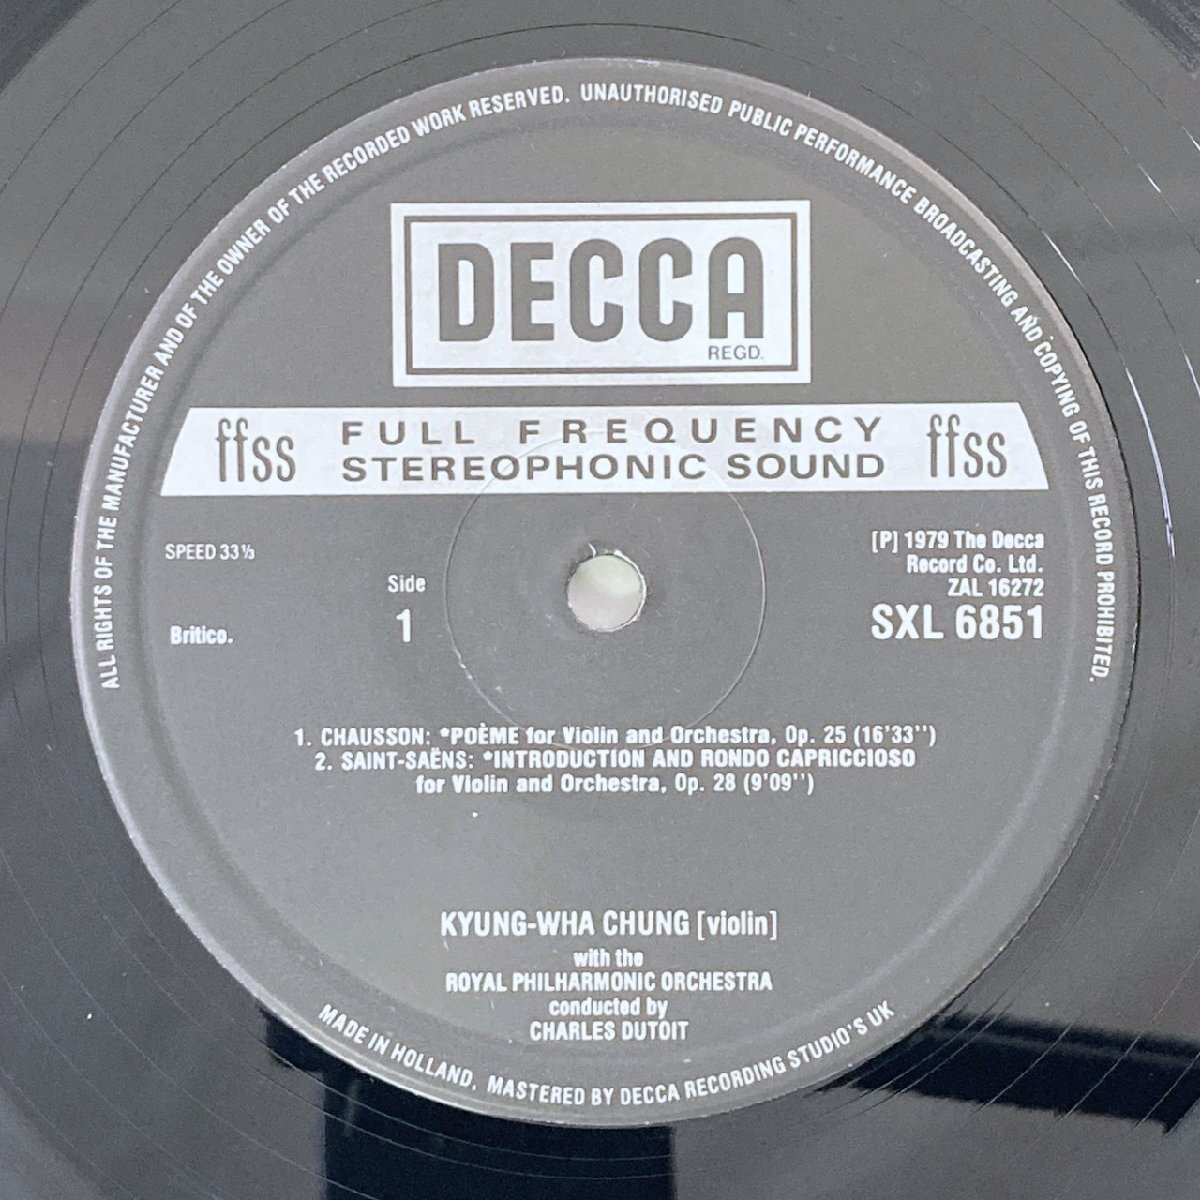 ALL RIGHTS OF THE MANUFACTURER AND OF THE OWNER OF THE RECORDED WORK RESERVED. UNAUTHORISED PUBLIC PERFORMANCE BROADCASTING AND COPYING OF THIS RECORD PROHIBITED.
DECCA
REGD.
ffss FULL FREQUENCY ffss
STEREOPHONIC SOUND
SPEED 33⅓
[P] 1979 The Decca
Record Co. Ltd.
ZAL 16272
SXL 6851
Side
1
Britico.
1. CHAUSSON: *POÈME for Violin and Orchestra, Op. 25 (16'33'')
2. SAINT-SAËNS: *INTRODUCTION AND RONDO CAPRICCIOSO
for Violin and Orchestra, Op. 28 (9'09'')
KYUNG-WHA CHUNG [violin]
with the
ROYAL PHILHARMONIC ORCHESTRA
conducted by
CHARLES DUTOIT
MADE IN HOLLAND. MASTERED BY DECCA RECORDING STUDIO'S UK